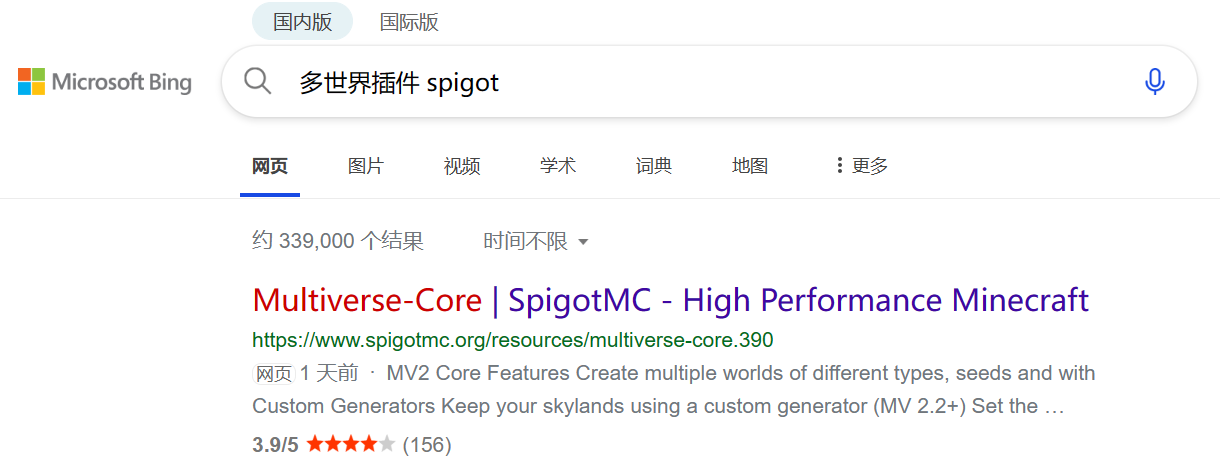 国内版 国际版
Microsoft Bing 多世界插件 spigot
网页 图片 视频 学术 词典 地图 更多
约 339,000 个结果 时间不限
Multiverse-Core | SpigotMC - High Performance Minecraft
https://www.spigotmc.org/resources/multiverse-core.390
网页 1 天前 · MV2 Core Features Create multiple worlds of different types, seeds and with
Custom Generators Keep your skylands using a custom generator (MV 2.2+) Set the …
3.9/5 (156)